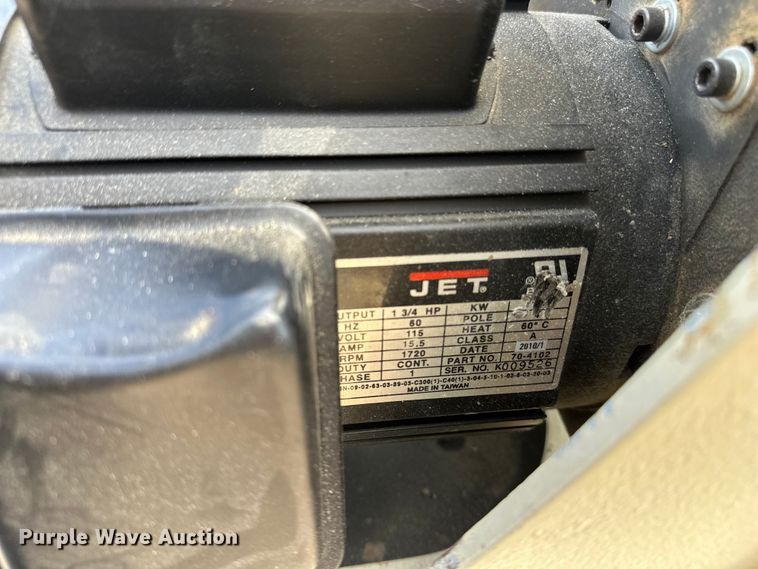 JET®
UTPUT 1 3/4 HP KW
HZ 60 POLE
VOLT 115 HEAT 60° C
AMP 15.5 CLASS A
RPM 1720 DATE 2010/1
DUTY CONT. PART NO. 70-4102
HASE 1 SER. NO. K009526
MADE IN TAIWAN
Purple Wave Auction